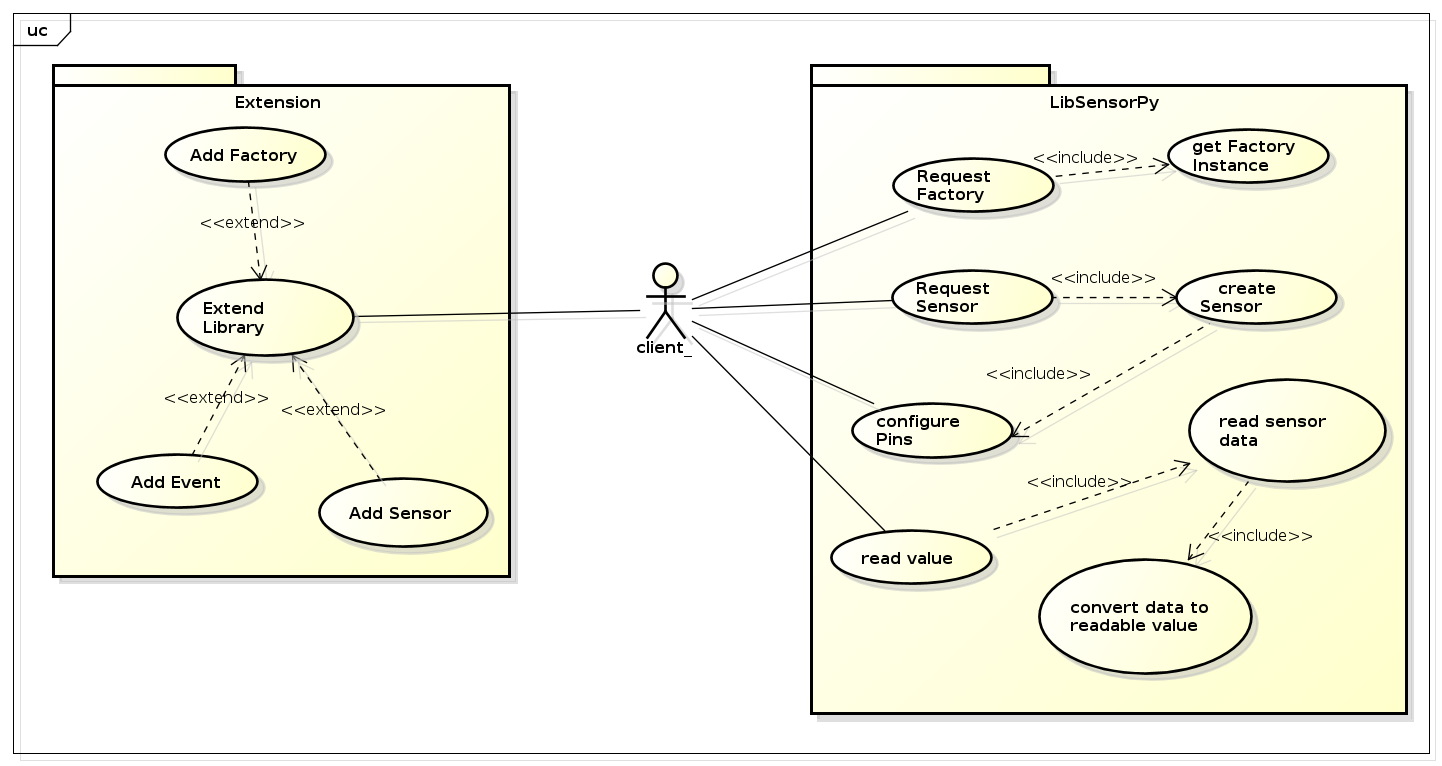 uc
Extension
Add Factory
<<extend>>
Extend
Library
<<extend>>
<<extend>>
Add Event
Add Sensor
client_
LibSensorPy
Request
Factory
<<include>>
get Factory
Instance
Request
Sensor
<<include>>
create
Sensor
<<include>>
configure
Pins
read sensor
data
<<include>>
read value
<<include>>
convert data to
readable value